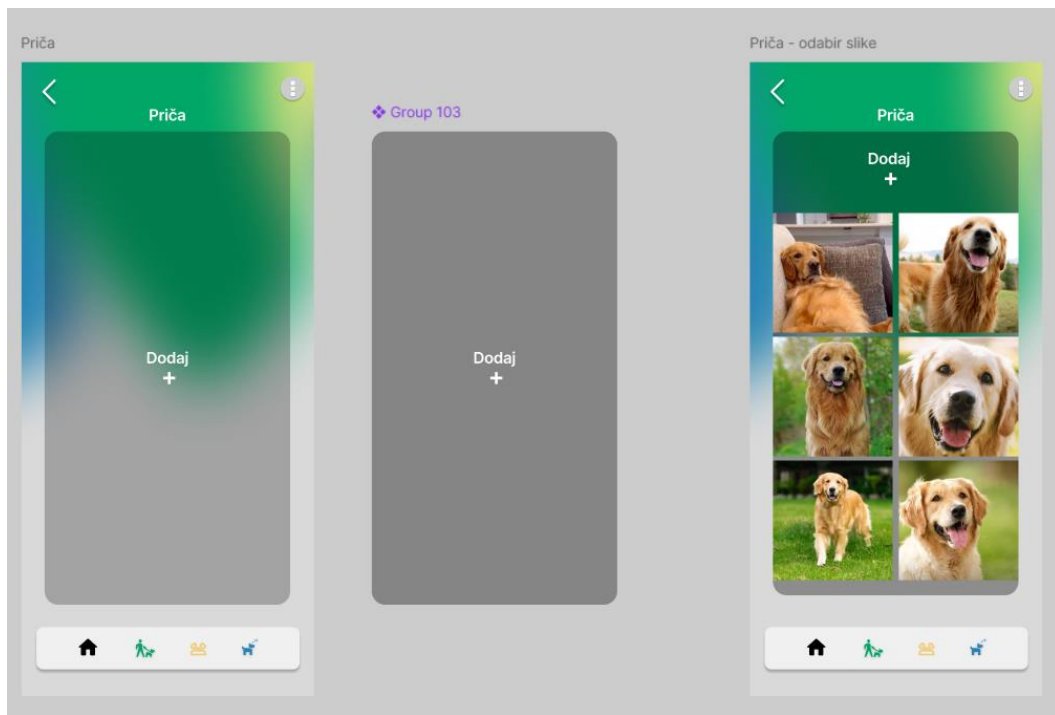 Priča
Priča
Dodaj
+
Group 103
Dodaj
+
Priča - odabir slike
Priča
Dodaj
+